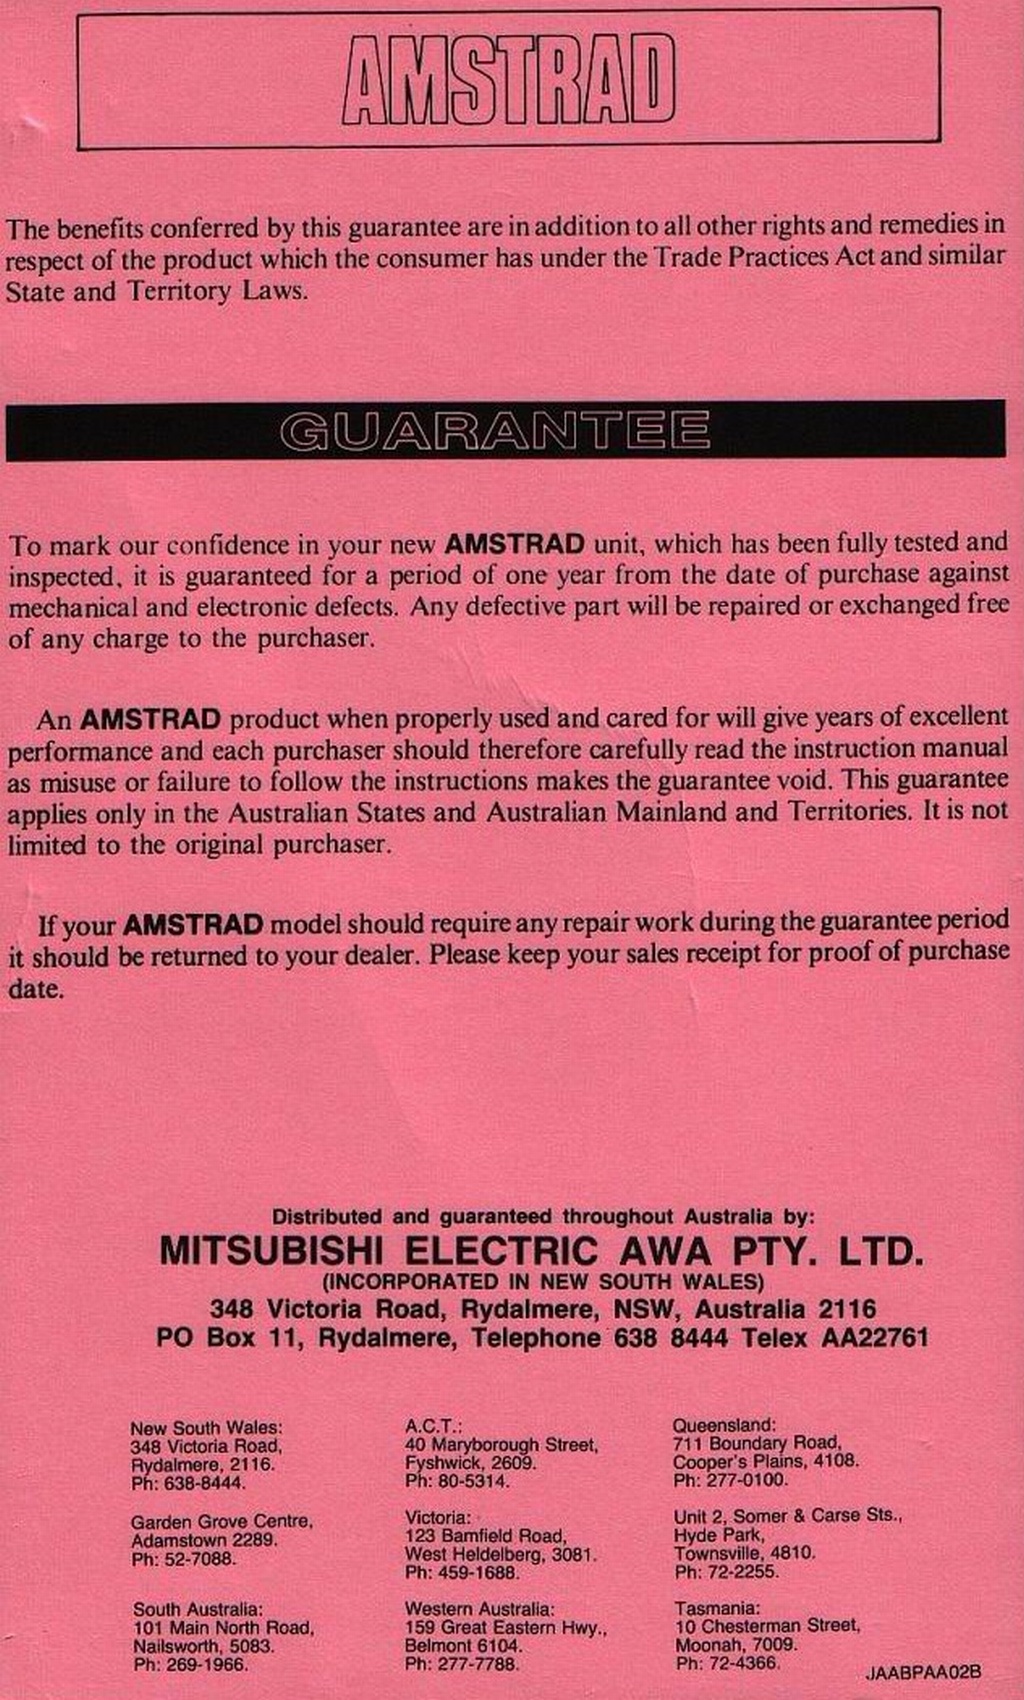 AMSTRAD
The benefits conferred by this guarantee are in addition to all other rights and remedies in
respect of the product which the consumer has under the Trade Practices Act and similar
State and Territory Laws.
GUARANTEE
To mark our confidence in your new AMSTRAD unit, which has been fully tested and
inspected, it is guaranteed for a period of one year from the date of purchase against
mechanical and electronic defects. Any defective part will be repaired or exchanged free
of any charge to the purchaser.
An AMSTRAD product when properly used and cared for will give years of excellent
performance and each purchaser should therefore carefully read the instruction manual
as misuse or failure to follow the instructions makes the guarantee void. This guarantee
applies only in the Australian States and Australian Mainland and Territories. It is not
limited to the original purchaser.
If your AMSTRAD model should require any repair work during the guarantee period
it should be returned to your dealer. Please keep your sales receipt for proof of purchase
date.
Distributed and guaranteed throughout Australia by:
MITSUBISHI ELECTRIC AWA PTY. LTD.
(INCORPORATED IN NEW SOUTH WALES)
348 Victoria Road, Rydalmere, NSW, Australia 2116
PO Box 11, Rydalmere, Telephone 638 8444 Telex AA22761
New South Wales:
348 Victoria Road,
Rydalmere, 2116.
Ph: 638-8444.
Garden Grove Centre,
Adamstown 2289.
Ph: 52-7088.
South Australia:
101 Main North Road,
Nailsworth, 5083.
Ph: 269-1966.
A.C.T.:
40 Maryborough Street,
Fyshwick, 2609.
Ph: 80-5314.
Victoria:
123 Bamfield Road,
West Heldelberg, 3081.
Ph: 459-1688.
Western Australia:
159 Great Eastern Hwy.,
Belmont 6104.
Ph: 277-7788.
Queensland:
711 Boundary Road,
Cooper's Plains, 4108.
Ph: 277-0100.
Unit 2, Somer & Carse Sts.,
Hyde Park,
Townsville, 4810.
Ph: 72-2255.
Tasmania:
10 Chesterman Street,
Moonah, 7009.
Ph: 72-4366.
JAABPAA02B